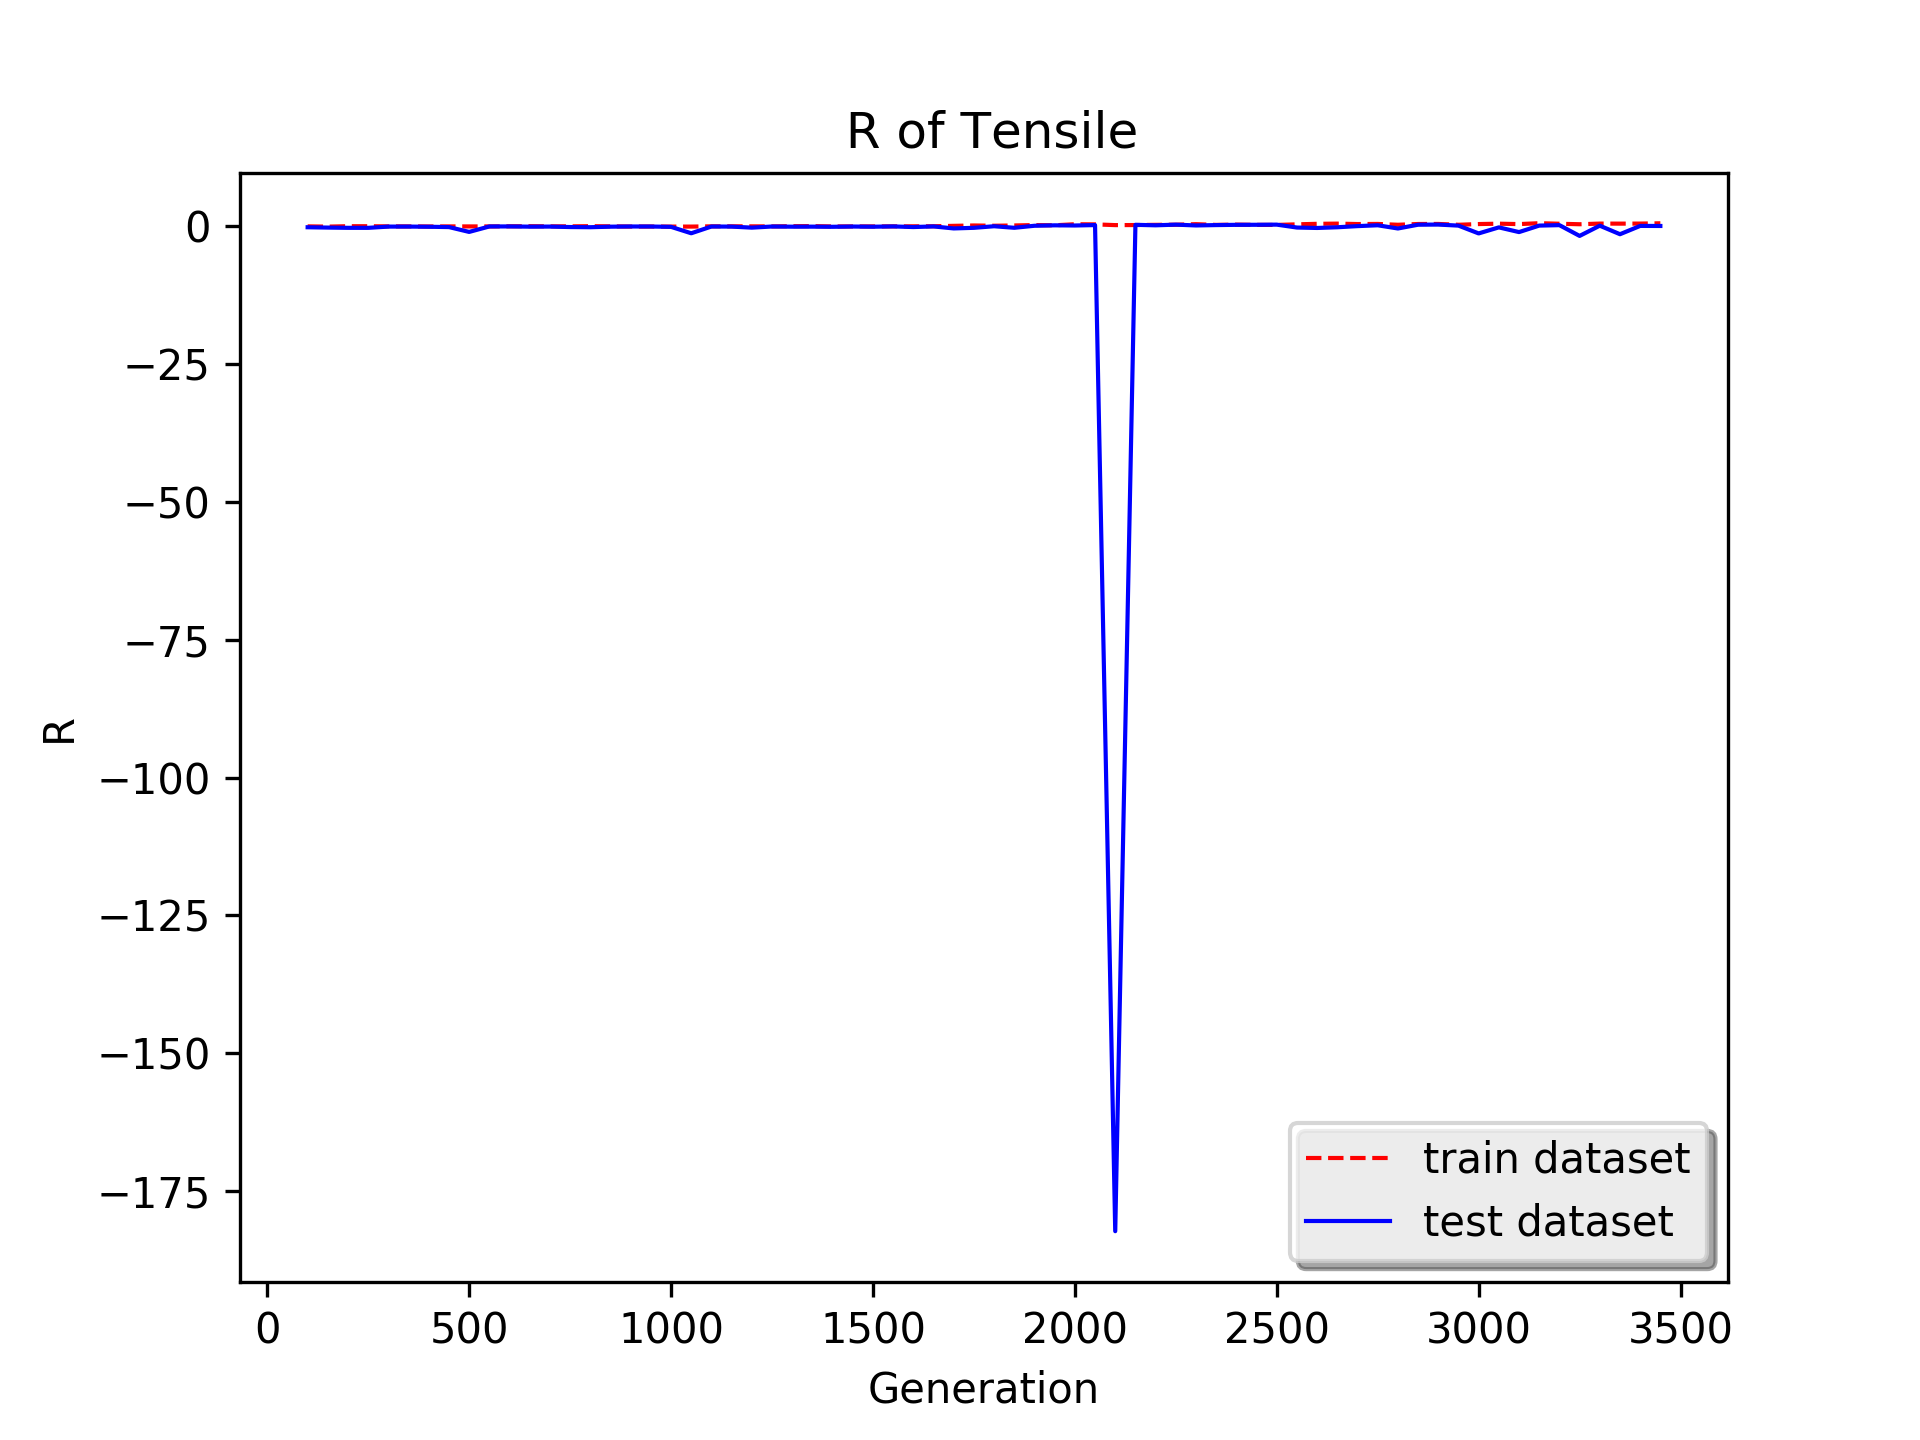 R of Tensile
0
−25
−50
−75
−100
−125
−150
−175
R
train dataset
test dataset
0 500 1000 1500 2000 2500 3000 3500
Generation